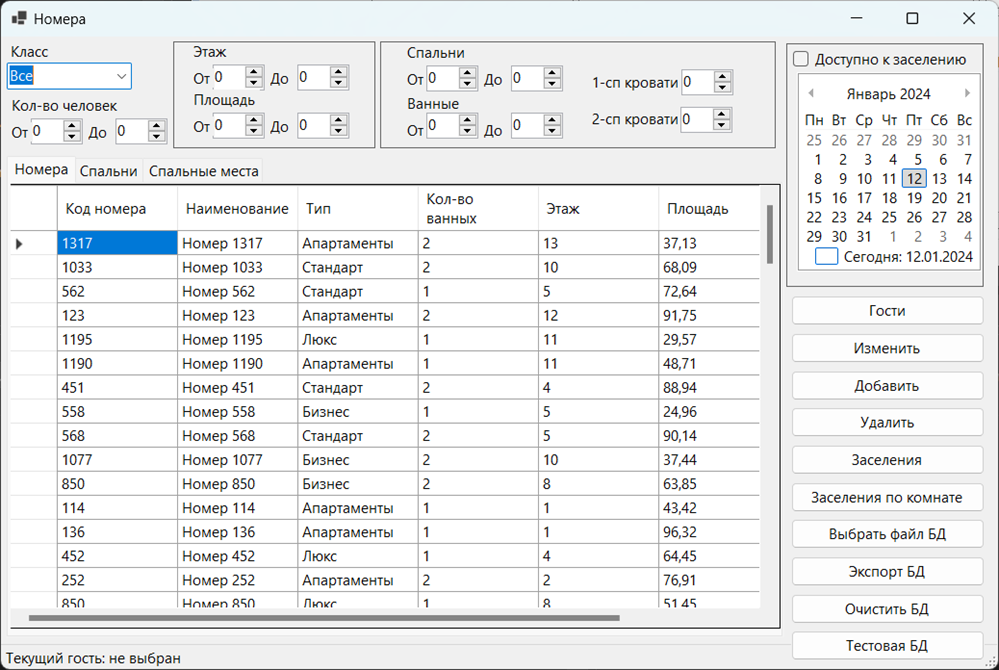 Номера
Класс
Все
Кол-во человек
От 0 До 0
Этаж
От 0 До 0
Площадь
От 0 До 0
Спальни
От 0 До 0
Ванные
От 0 До 0
1-сп кровати 0
2-сп кровати 0
Доступно к заселению
Январь 2024
Пн Вт Ср Чт Пт Сб Вс
25 26 27 28 29 30 31
1 2 3 4 5 6 7
8 9 10 11 12 13 14
15 16 17 18 19 20 21
22 23 24 25 26 27 28
29 30 31 1 2 3 4
Сегодня: 12.01.2024
Номера Спальни Спальные места
Код номера Наименование Тип Кол-во ванных Этаж Площадь
1317 Номер 1317 Апартаменты 2 13 37,13
1033 Номер 1033 Стандарт 2 10 68,09
562 Номер 562 Стандарт 1 5 72,64
123 Номер 123 Апартаменты 2 12 91,75
1195 Номер 1195 Люкс 1 11 29,57
1190 Номер 1190 Апартаменты 1 11 48,71
451 Номер 451 Стандарт 2 4 88,94
558 Номер 558 Бизнес 1 5 24,96
568 Номер 568 Стандарт 2 5 90,14
1077 Номер 1077 Бизнес 2 10 37,44
850 Номер 850 Бизнес 2 8 63,85
114 Номер 114 Апартаменты 1 1 43,42
136 Номер 136 Апартаменты 1 1 96,32
452 Номер 452 Люкс 1 4 64,45
252 Номер 252 Апартаменты 2 2 76,91
850 Номер 850 Люкс 1 8 51,45
Гости
Изменить
Добавить
Удалить
Заселения
Заселения по комнате
Выбрать файл БД
Экспорт БД
Очистить БД
Тестовая БД
Текущий гость: не выбран